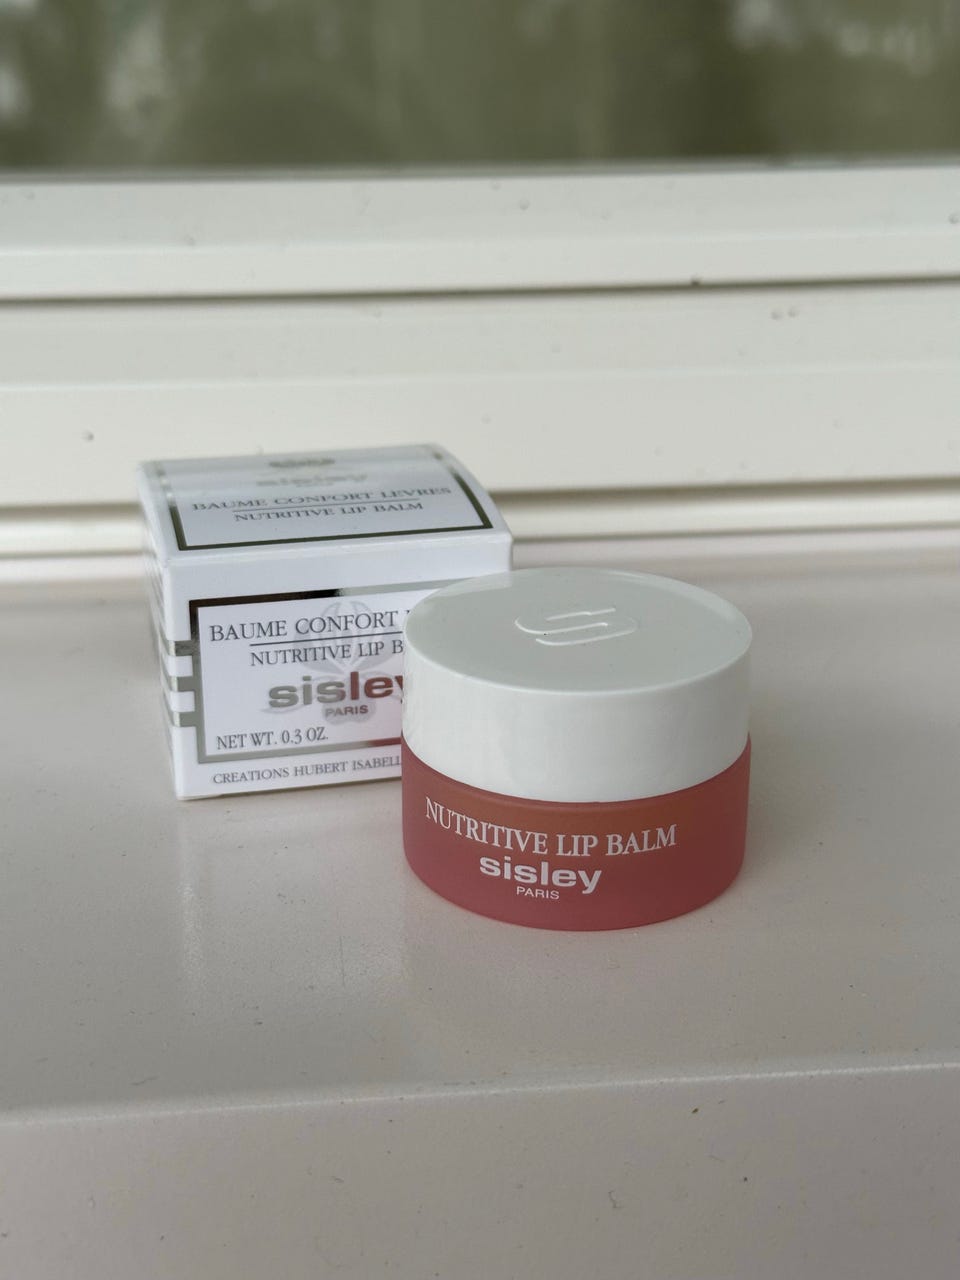 sisley
BAUME CONFORT LEVRES
NUTRITIVE LIP BALM
BAUME CONFORT
NUTRITIVE LIP
sisley
PARIS
NET WT. 0.3 OZ.
CREATIONS HUBERT
NUTRITIVE LIP BALM
sisley
PARIS